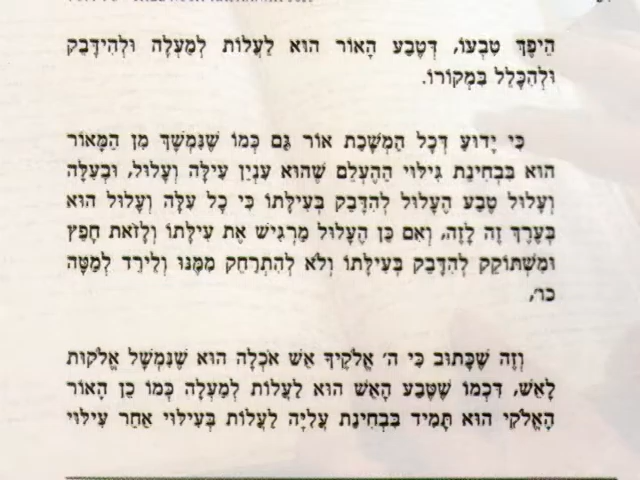 הֵיפֶךְ טִבְעוֹ, דְּטֶבַע הָאוֹר הוּא לַעֲלוֹת לְמַעְלָה וּלְהִידָּבֵק
וּלְהִכָּלֵל בִּמְקוֹרוֹ.
כִּי יָדוּעַ דְּכָל הַמְשָׁכַת אוֹר גַּם כְּמוֹ שֶׁנִּמְשָׁךְ מִן הַמָּאוֹר
הוּא בִּבְחִינַת גִּילּוּי הַהֶעְלֵם שֶׁהוּא עִנְיַן עִילָּה וְעָלוּל, וּבְעִלָּה
וְעָלוּל טֶבַע הֶעָלוּל לְהִדָּבֵק בְּעִילָּתוֹ כִּי כָל עִלָּה וְעָלוּל הוּא
בְּעֵרֶךְ זֶה לָזֶה, וְאִם כֵּן הֶעָלוּל מַרְגִּישׁ אֶת עִילָּתוֹ וְלָזֹאת חָפֵץ
וּמִשְׁתּוֹקֵק לְהִדָּבֵק בְּעִילָּתוֹ וְלֹא לְהִתְרַחֵק מִמֶּנּוּ וְלֵירֵד לְמַטָּה
כו׳,
וְזֶה שֶׁכָּתוּב כִּי ה׳ אֱלֹקֶיךָ אֵשׁ אֹכְלָה הוּא שֶׁנִּמְשָׁל אֱלֹקוּת
לָאֵשׁ, דִּכְמוֹ שֶׁטֶּבַע הָאֵשׁ הוּא לַעֲלוֹת לְמַעְלָה כְּמוֹ כֵן הָאוֹר
הָאֱלֹקִי הוּא תָּמִיד בִּבְחִינַת עֲלִיָּה לַעֲלוֹת בְּעִילּוּי אַחַר עִילּוּי